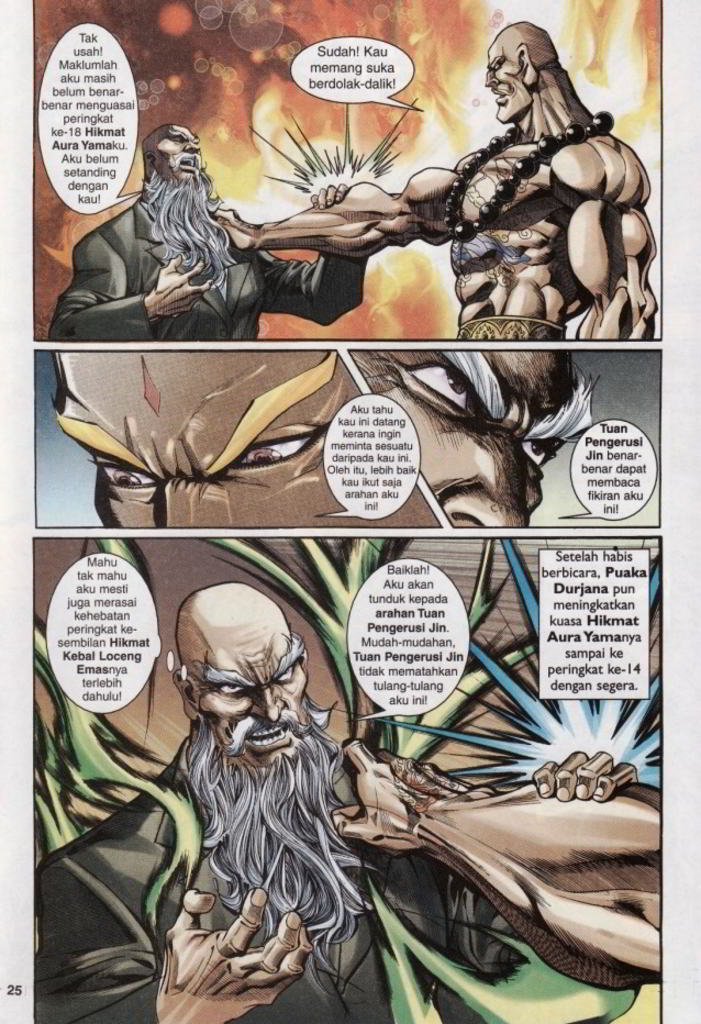 Tak
usah!
Maklumlah
aku masih
belum benar-
benar menguasai
peringkat
ke-18 Hikmat
Aura Yamaku.
Aku belum
setanding
dengan
kau!
Sudah! Kau
memang suka
berdolak-dalik!
Aku tahu
kau ini datang
kerana ingin
meminta sesuatu
daripada kau ini.
Oleh itu, lebih baik
kau ikut saja
arahan aku
ini!
Tuan
Pengerusi
Jin benar-
benar dapat
membaca
fikiran aku
ini!
Mahu
tak mahu
aku mesti
juga merasai
kehebatan
peringkat ke-
sembilan Hikmat
Kebal Loceng
Emasnya
terlebih
dahulu!
Baiklah!
Aku akan
tunduk kepada
arahan Tuan
Pengerusi Jin.
Mudah-mudahan,
Tuan Pengerusi Jin
tidak mematahkan
tulang-tulang
aku ini!
Setelah habis
berbicara, Puaka
Durjana pun
meningkatkan
kuasa Hikmat
Aura Yamanya
sampai ke
peringkat ke-14
dengan segera.
25